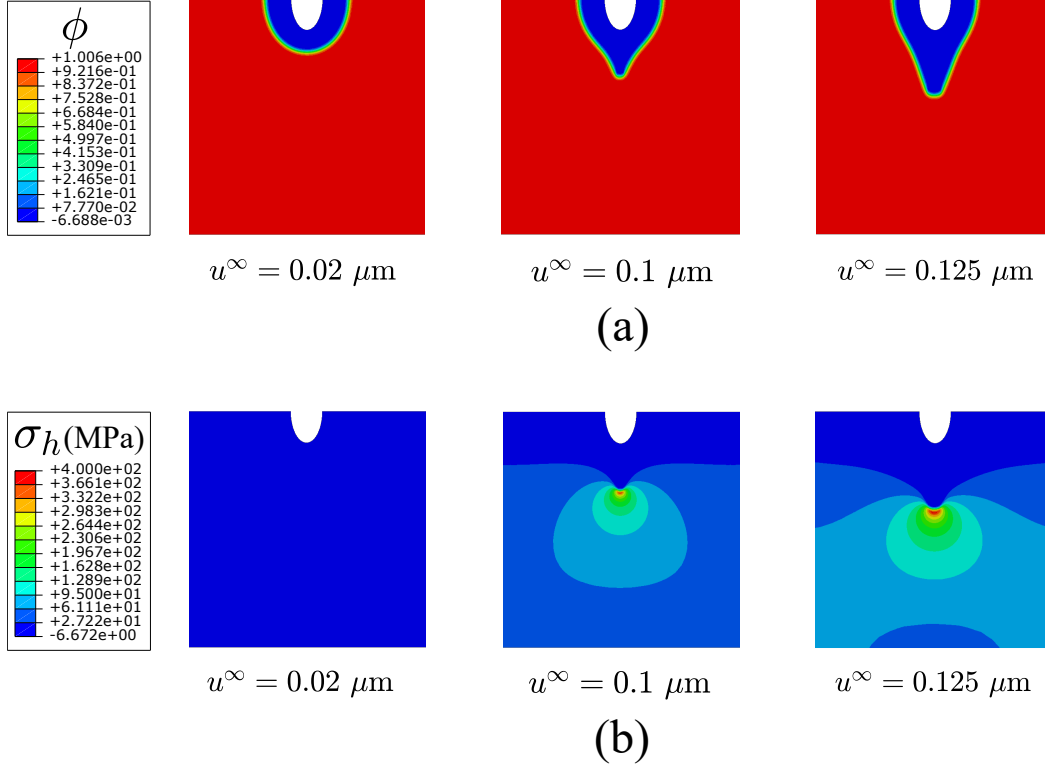 ϕ
+1.006e+00
+9.216e-01
+8.372e-01
+7.528e-01
+6.684e-01
+5.840e-01
+4.997e-01
+4.153e-01
+3.309e-01
+2.465e-01
+1.621e-01
+7.770e-02
-6.688e-03
u^∞ = 0.02 μm
u^∞ = 0.1 μm
u^∞ = 0.125 μm
(a)
σ_h(MPa)
+4.000e+02
+3.661e+02
+3.322e+02
+2.983e+02
+2.644e+02
+2.306e+02
+1.967e+02
+1.628e+02
+1.289e+02
+9.500e+01
+6.111e+01
+2.722e+01
-6.672e+00
u^∞ = 0.02 μm
u^∞ = 0.1 μm
u^∞ = 0.125 μm
(b)